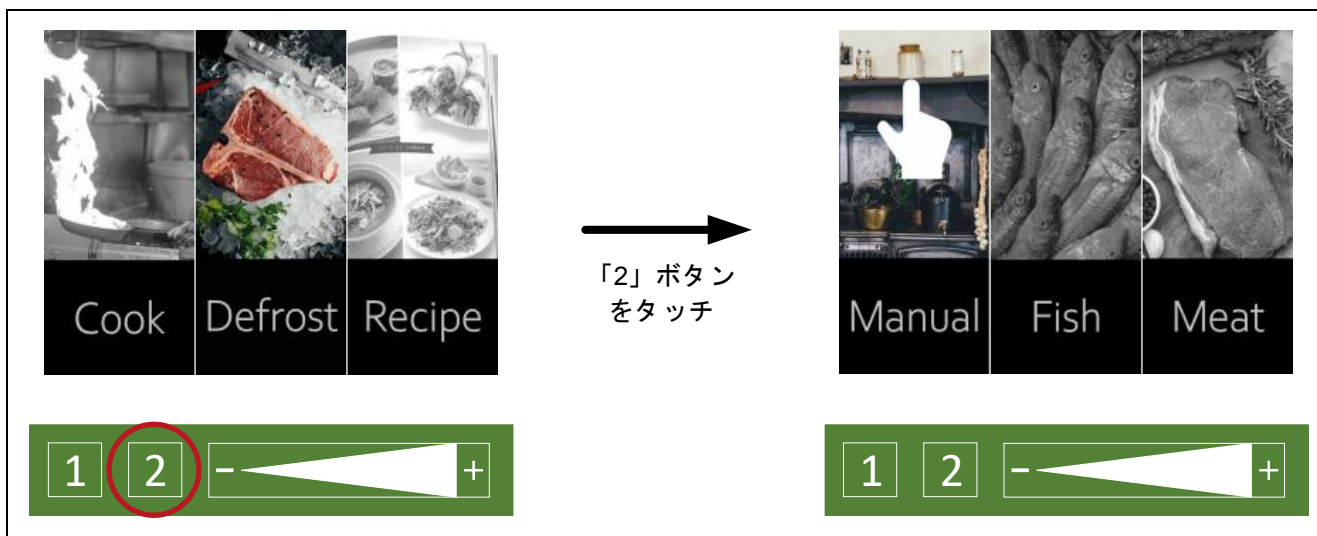 Cook Defrost Recipe
「2」ボタン
をタッチ
Manual Fish Meat
1 2 - +
1 2 - +